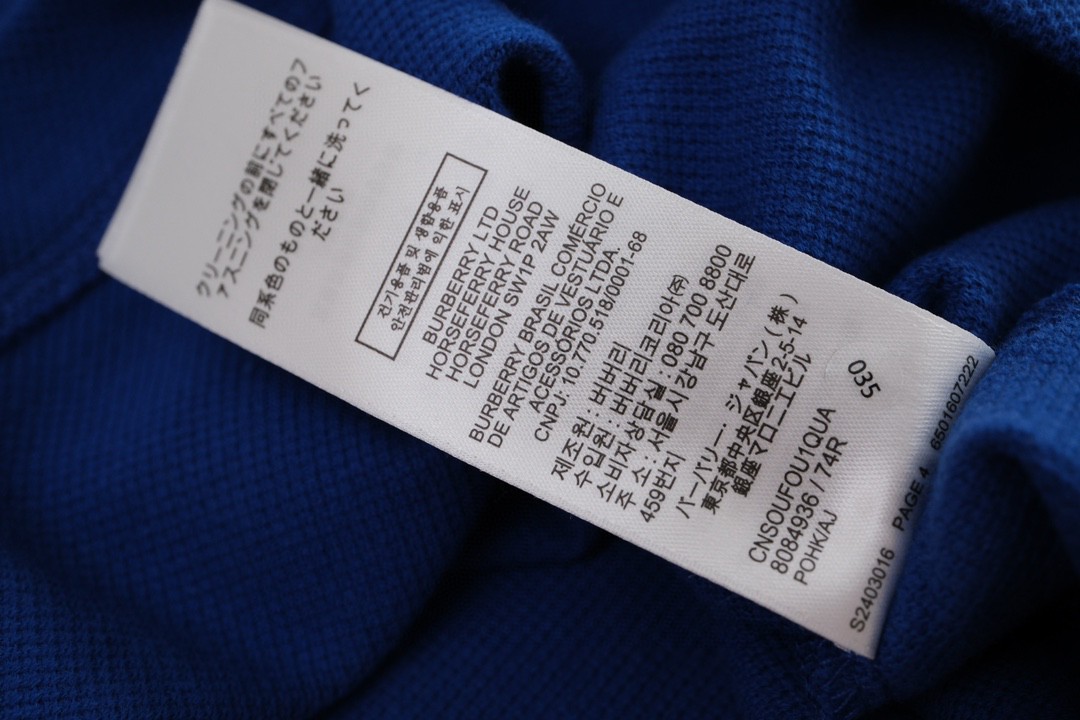 クリーニングの前にすべてのフ
ァスニングを閉じてください
同系色のものと一緒に洗ってく
ださい
전기용품 및 생활용품
안전관리법에 의한 표시
BURBERRY LTD
HORSEFERRY HOUSE
HORSEFERRY ROAD
LONDON SW1P 2AW
BURBERRY BRASIL COMÉRCIO
DE ARTIGOS DE VESTUÁRIO E
ACESSÓRIOS LTDA.
CNPJ: 10.770.518/0001-68
제조원 : 버버리
수입원 : 버버리코리아(주)
소비자상담실 : 080 700 8800
주 소 : 서울시강남구 도산대로
459번지
バーバリー・ジャパン(株)
東京都中央区銀座2-5-14
銀座マロニエビル
035
CNSOUFOU1QUA
8084936 / 74R
POHK/AJ
S2403016 PAGE 4 6501607222